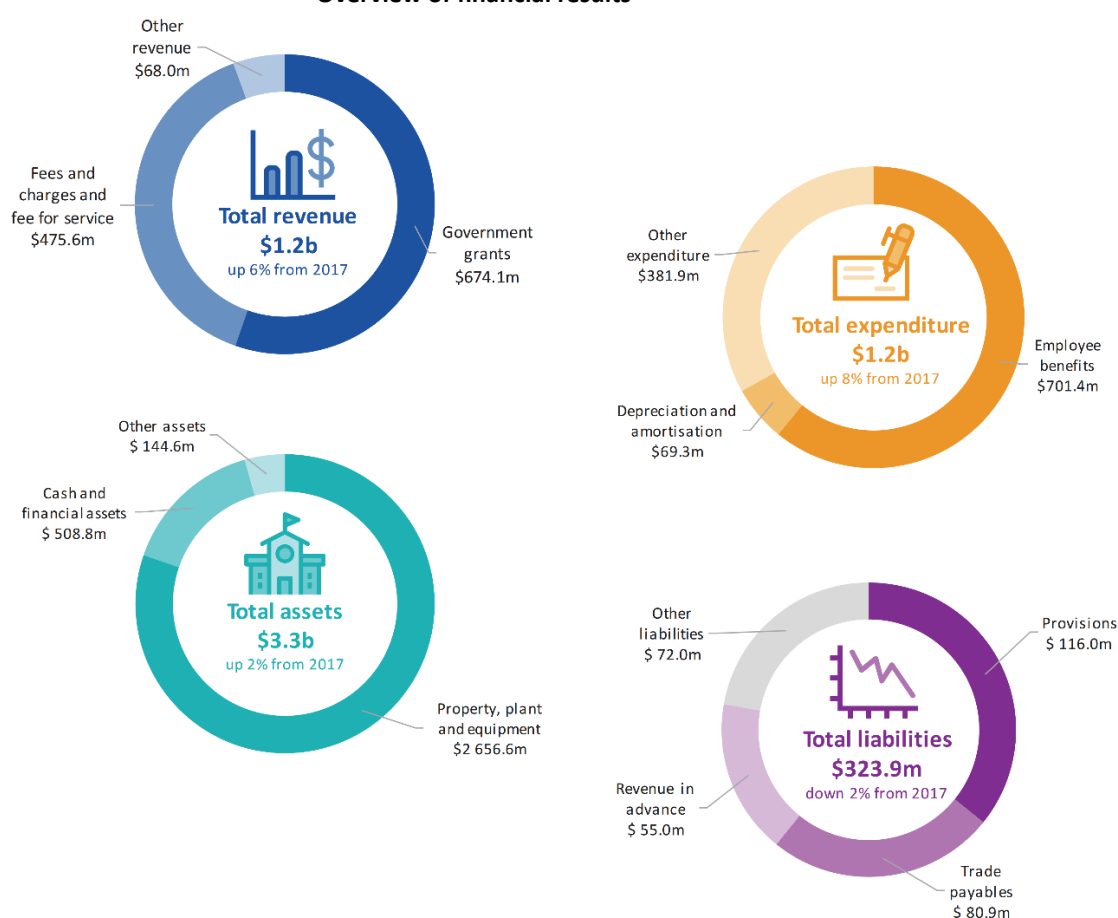 Overview of financial results
Other
revenue
$68.0m
Fees and
charges and
fee for service
$475.6m
Total revenue
$1.2b
up 6% from 2017
Government
grants
$674.1m
Other
expenditure
$381.9m
Total expenditure
$1.2b
up 8% from 2017
Employee
benefits
$701.4m
Depreciation and
amortisation
$69.3m
Other assets
$ 144.6m
Cash and
financial assets
$ 508.8m
Total assets
$3.3b
up 2% from 2017
Property, plant
and equipment
$2 656.6m
Other
liabilities
$ 72.0m
Provisions
$ 116.0m
Total liabilities
$323.9m
down 2% from 2017
Revenue in
advance
$ 55.0m
Trade
payables
$ 80.9m